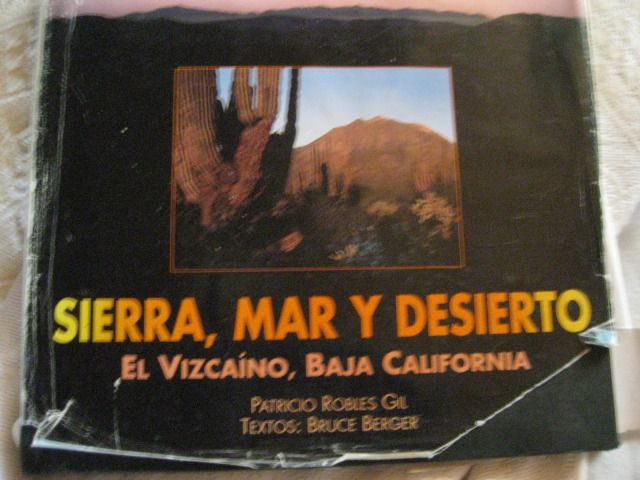 SIERRA, MAR Y DESIERTO
EL VIZCAÍNO, BAJA CALIFORNIA
PATRICIO ROBLES GIL
TEXTOS: BRUCE BERGER